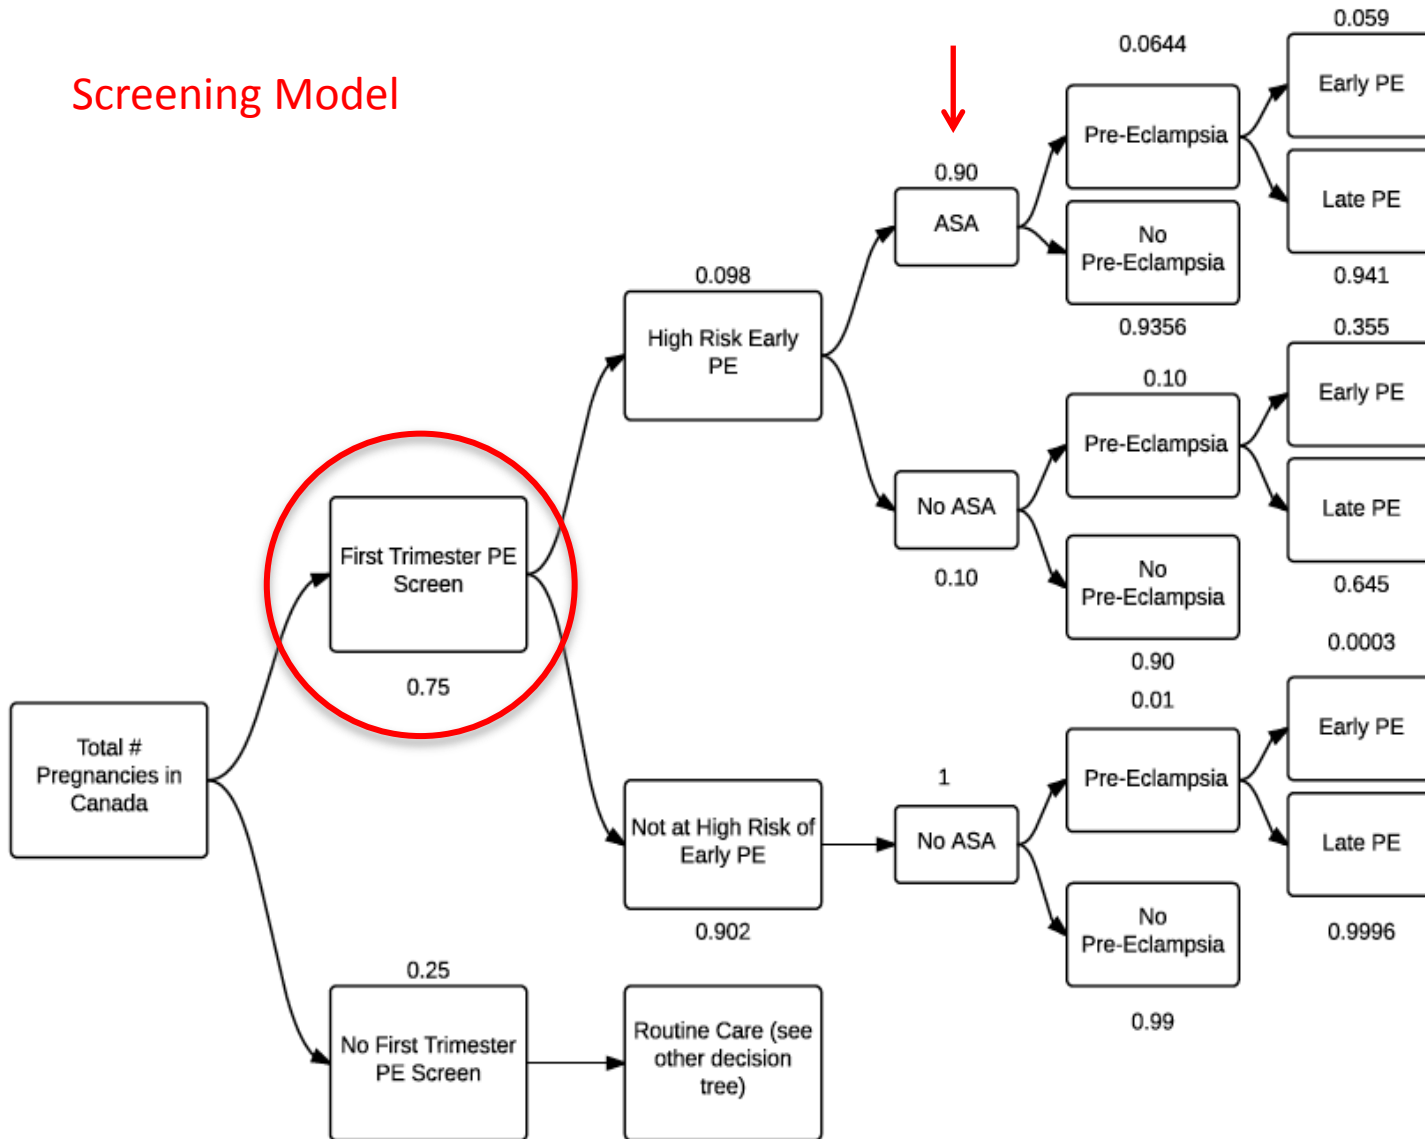 Screening Model
0.059
0.0644
Early PE
Pre-Eclampsia
0.90
ASA
Late PE
No
Pre-Eclampsia
0.941
0.098
0.9356
0.355
High Risk Early
PE
0.10
Early PE
Pre-Eclampsia
No ASA
Late PE
First Trimester PE
Screen
0.10
No
Pre-Eclampsia
0.645
0.90
0.0003
0.75
0.01
Total #
Pregnancies in
Canada
Early PE
1
Pre-Eclampsia
Not at High Risk of
Early PE
No ASA
Late PE
0.902
No
Pre-Eclampsia
0.9996
0.25
0.99
No First Trimester
PE Screen
Routine Care (see
other decision
tree)